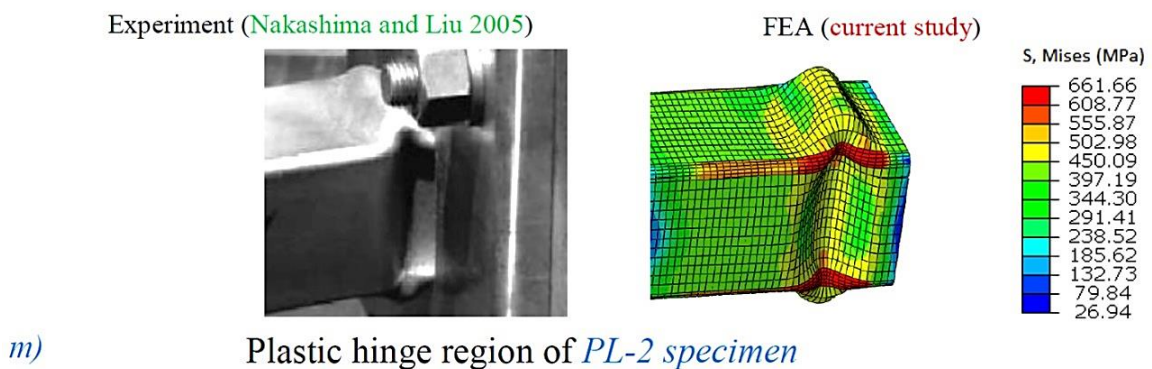 Experiment (Nakashima and Liu 2005)
FEA (current study)
S, Mises (MPa)
661.66
608.77
555.87
502.98
450.09
397.19
344.30
291.41
238.52
185.62
132.73
79.84
26.94
m)
Plastic hinge region of PL-2 specimen